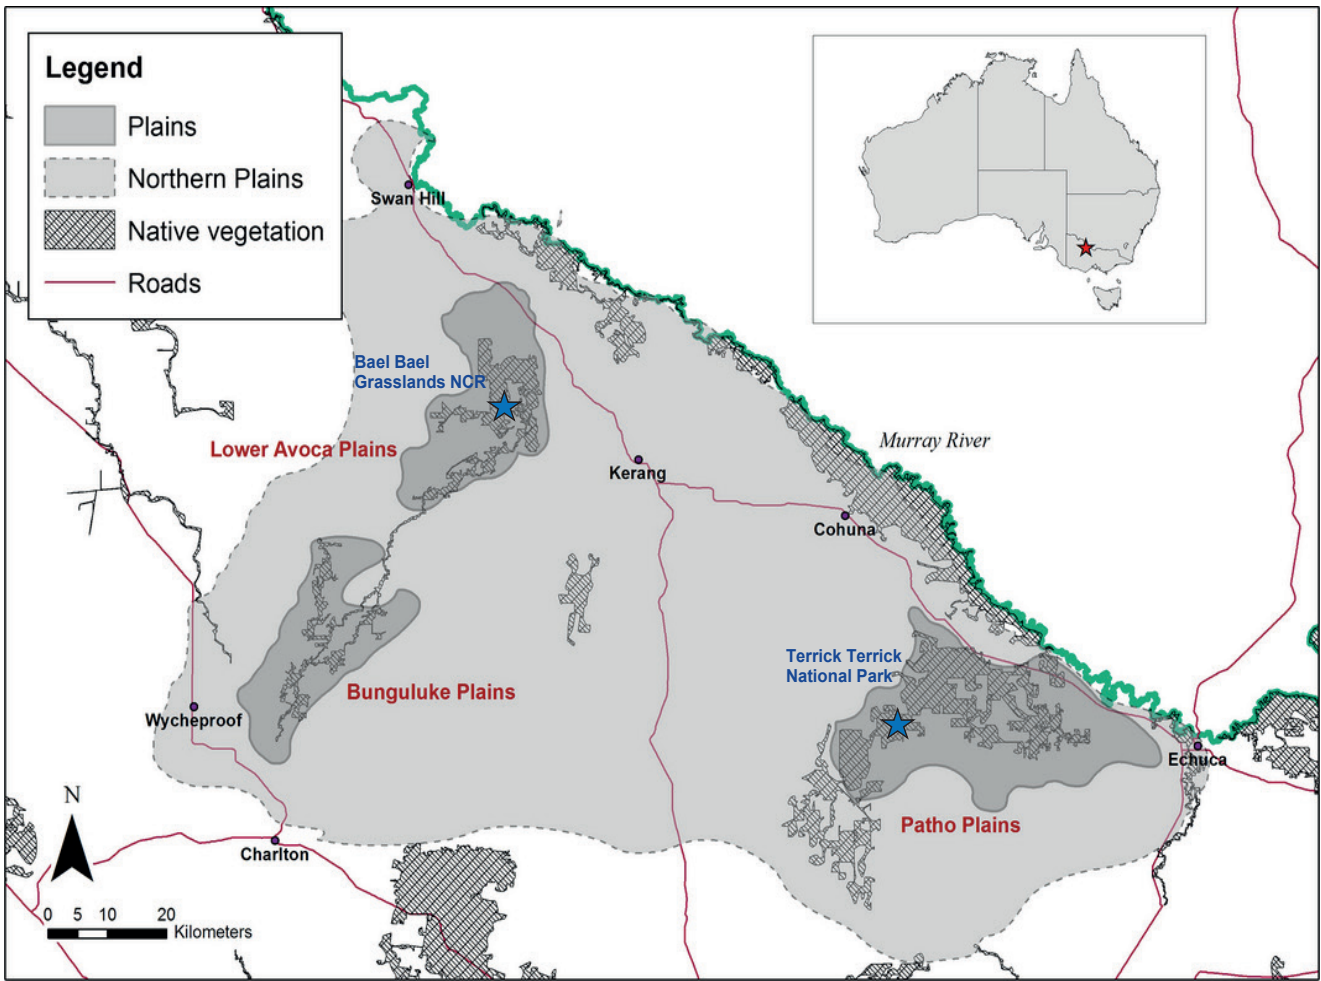 Legend
Plains
Northern Plains
Native vegetation
Roads
Swan Hill
Bael Bael
Grasslands NCR
Lower Avoca Plains
Murray River
Kerang
Cohuna
Terrick Terrick
National Park
Bunguluke Plains
Wycheproof
Echuca
Patho Plains
N
Charlton
0 5 10 20
Kilometers